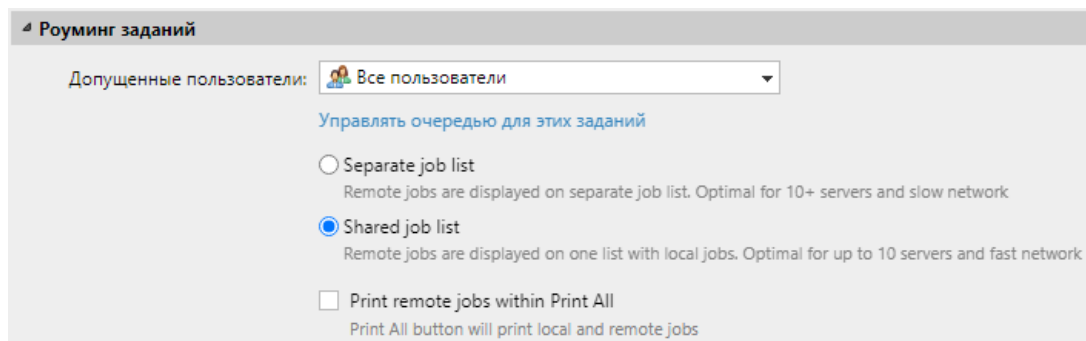 Роуминг заданий
Допущенные пользователи: Все пользователи
Управлять очередью для этих заданий
Separate job list
Remote jobs are displayed on separate job list. Optimal for 10+ servers and slow network
Shared job list
Remote jobs are displayed on one list with local jobs. Optimal for up to 10 servers and fast network
Print remote jobs within Print All
Print All button will print local and remote jobs